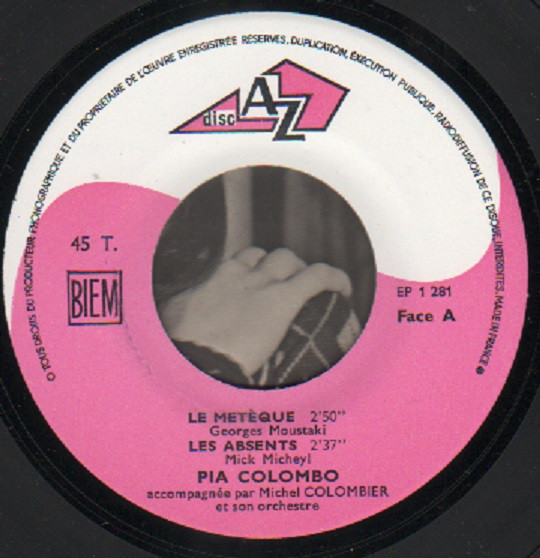 TOUS DROITS DU PRODUCTEUR PHONOGRAPHIQUE ET DU PROPRIETAIRE DE L'ŒUVRE ENREGISTRÉE RÉSERVES. DUPLICATION, EXÉCUTION PUBLIQUE, RADIODIFFUSION DE CE DISQUE, INTERDITES. MADE IN FRANCE
disc AZ
45 T.
BIEM
EP 1 281
Face A
LE METÈQUE 2'50"
Georges Moustaki
LES ABSENTS 2'37"
Mick Micheyl
PIA COLOMBO
accompagnée par Michel COLOMBIER
et son orchestre